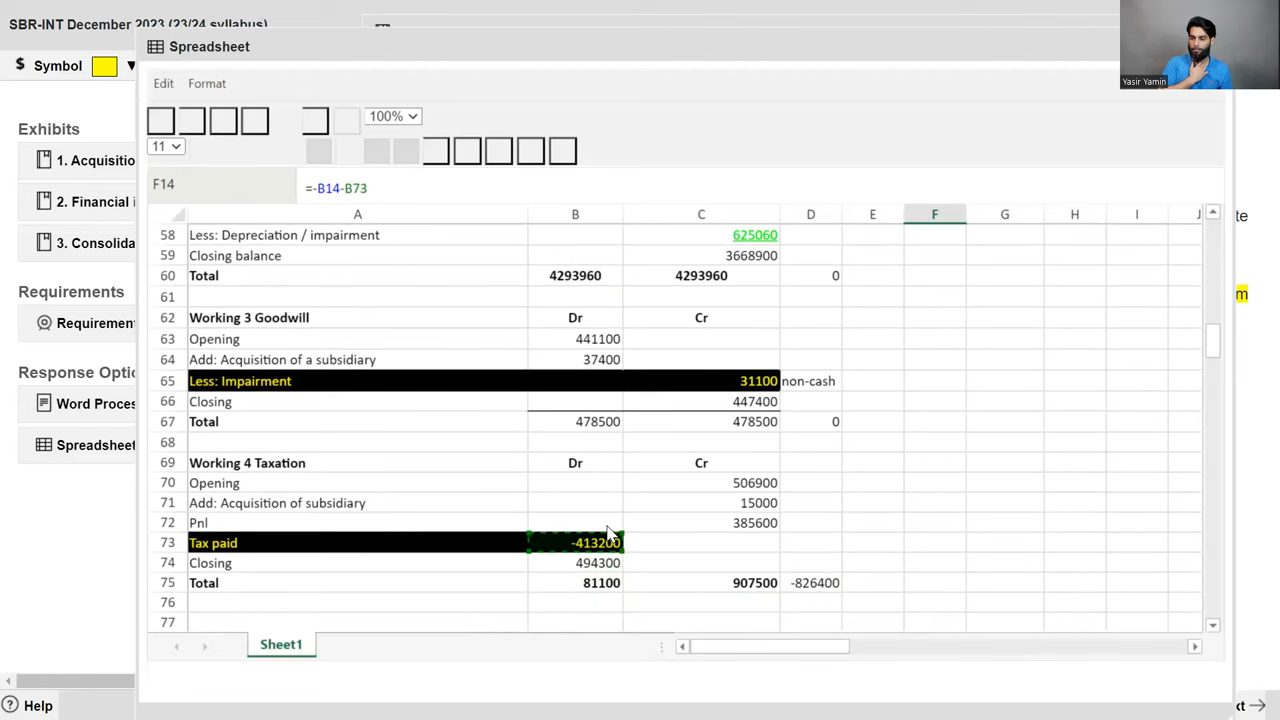 SBR-INT December 2023 (23/24 syllabus)
Yasir Yamin
Spreadsheet
$ Symbol
Edit Format
100%
11
F14 =-B14-B73
Exhibits
1. Acquisitio
2. Financial i
3. Consolida
Requirements
Requirement
Response Optio
Word Proces
Spreadsheet
te
m
A B C D E F G H I J
58 Less: Depreciation / impairment 625060
59 Closing balance 3668900
60 Total 4293960 4293960 0
61
62 Working 3 Goodwill Dr Cr
63 Opening 441100
64 Add: Acquisition of a subsidiary 37400
65 Less: Impairment 31100 non-cash
66 Closing 447400
67 Total 478500 478500 0
68
69 Working 4 Taxation Dr Cr
70 Opening 506900
71 Add: Acquisition of subsidiary 15000
72 Pnl 385600
73 Tax paid -413200
74 Closing 494300
75 Total 81100 907500 -826400
76
77
Sheet1
Help
xt